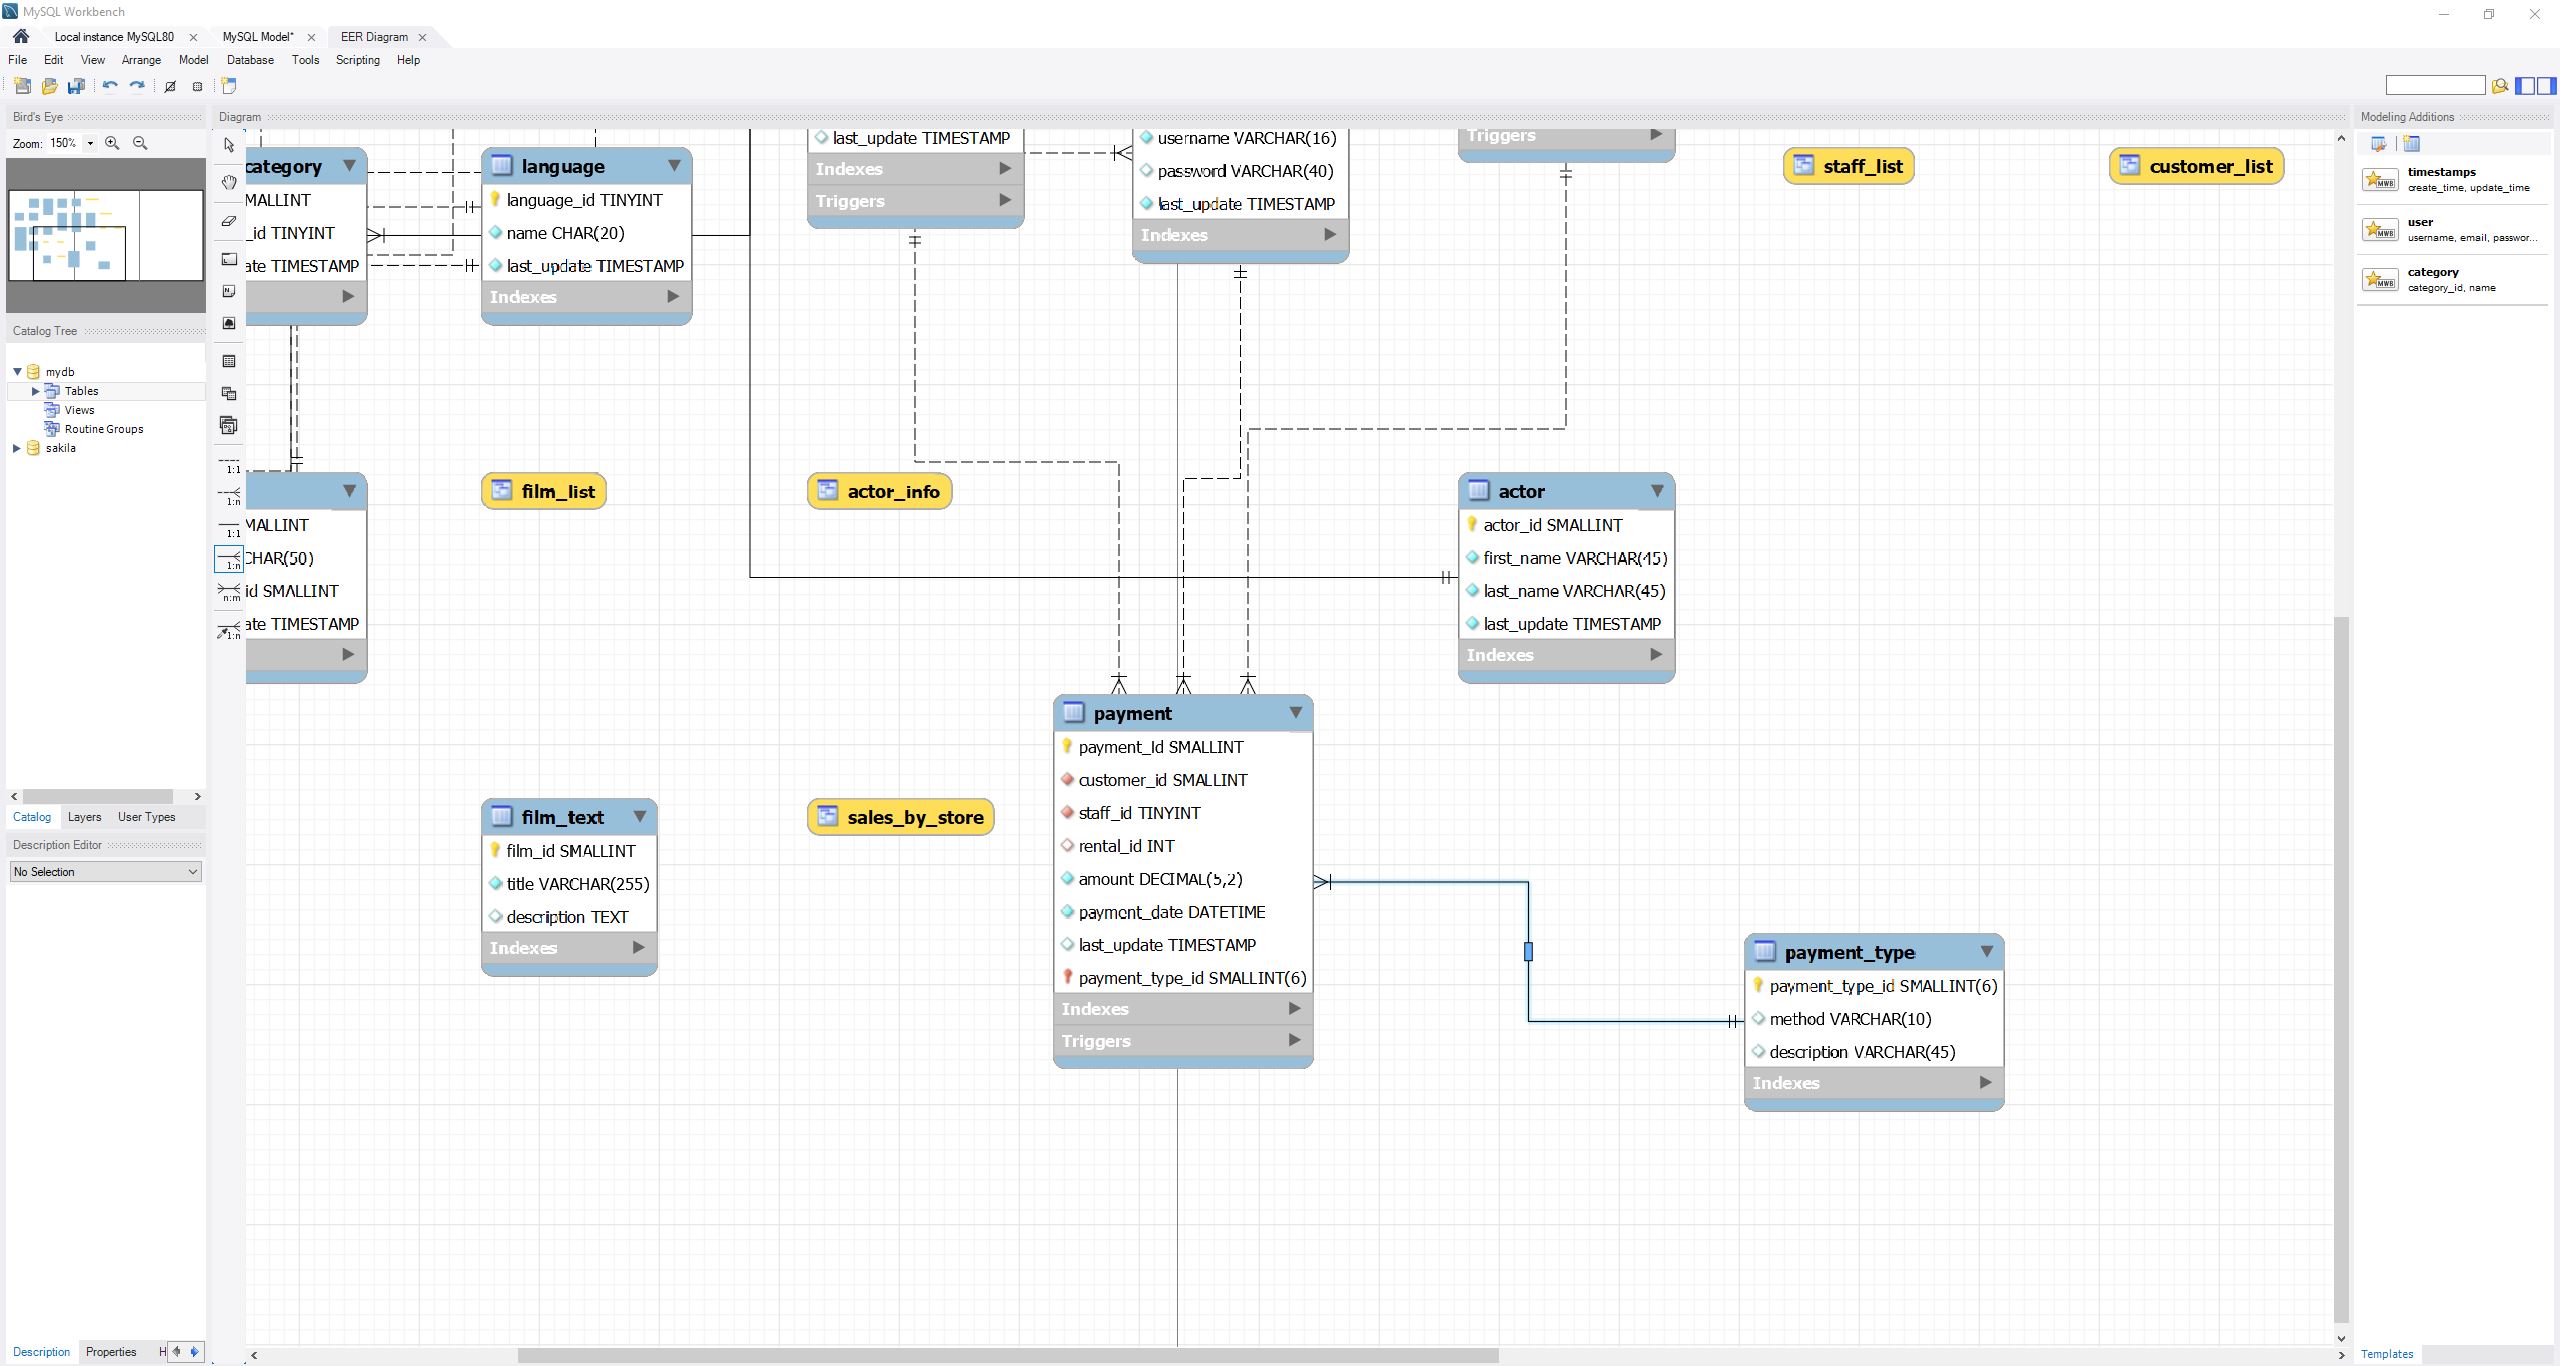 MySQL Workbench
Local instance MySQL80
MySQL Model*
EER Diagram
File Edit View Arrange Model Database Tools Scripting Help
Bird's Eye
Zoom: 150%
Catalog Tree
mydb
Tables
Views
Routine Groups
sakila
Catalog Layers User Types
Description Editor
No Selection
Description Properties H
Diagram
1:1
1:n
1:1
1:n
n:m
1:n
category
MALLINT
_id TINYINT
ate TIMESTAMP
language
language_id TINYINT
name CHAR(20)
last_update TIMESTAMP
Indexes
last_update TIMESTAMP
Indexes
Triggers
username VARCHAR(16)
password VARCHAR(40)
last_update TIMESTAMP
Indexes
Triggers
staff_list
customer_list
MALLINT
CHAR(50)
id SMALLINT
ate TIMESTAMP
film_list
actor_info
actor
actor_id SMALLINT
first_name VARCHAR(45)
last_name VARCHAR(45)
last_update TIMESTAMP
Indexes
film_text
film_id SMALLINT
title VARCHAR(255)
description TEXT
Indexes
sales_by_store
payment
payment_id SMALLINT
customer_id SMALLINT
staff_id TINYINT
rental_id INT
amount DECIMAL(5,2)
payment_date DATETIME
last_update TIMESTAMP
payment_type_id SMALLINT(6)
Indexes
Triggers
payment_type
payment_type_id SMALLINT(6)
method VARCHAR(10)
description VARCHAR(45)
Indexes
Modeling Additions
MWB
timestamps
create_time, update_time
MWB
user
username, email, passwor...
MWB
category
category_id, name
Templates